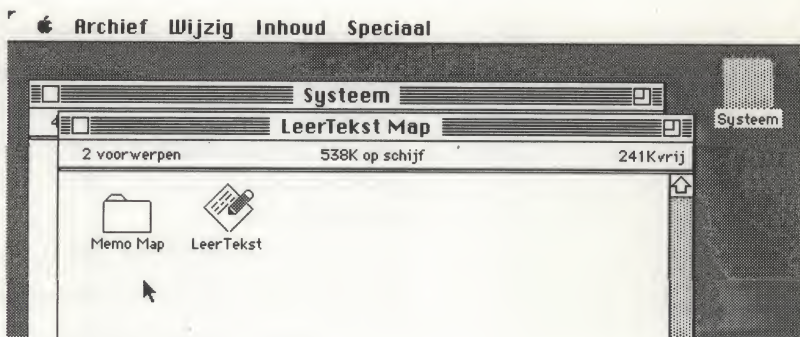 Archief Wijzig Inhoud Speciaal
Systeem
Systeem
LeerTekst Map
2 voorwerpen 538K op schijf 241K vrij
Memo Map LeerTekst